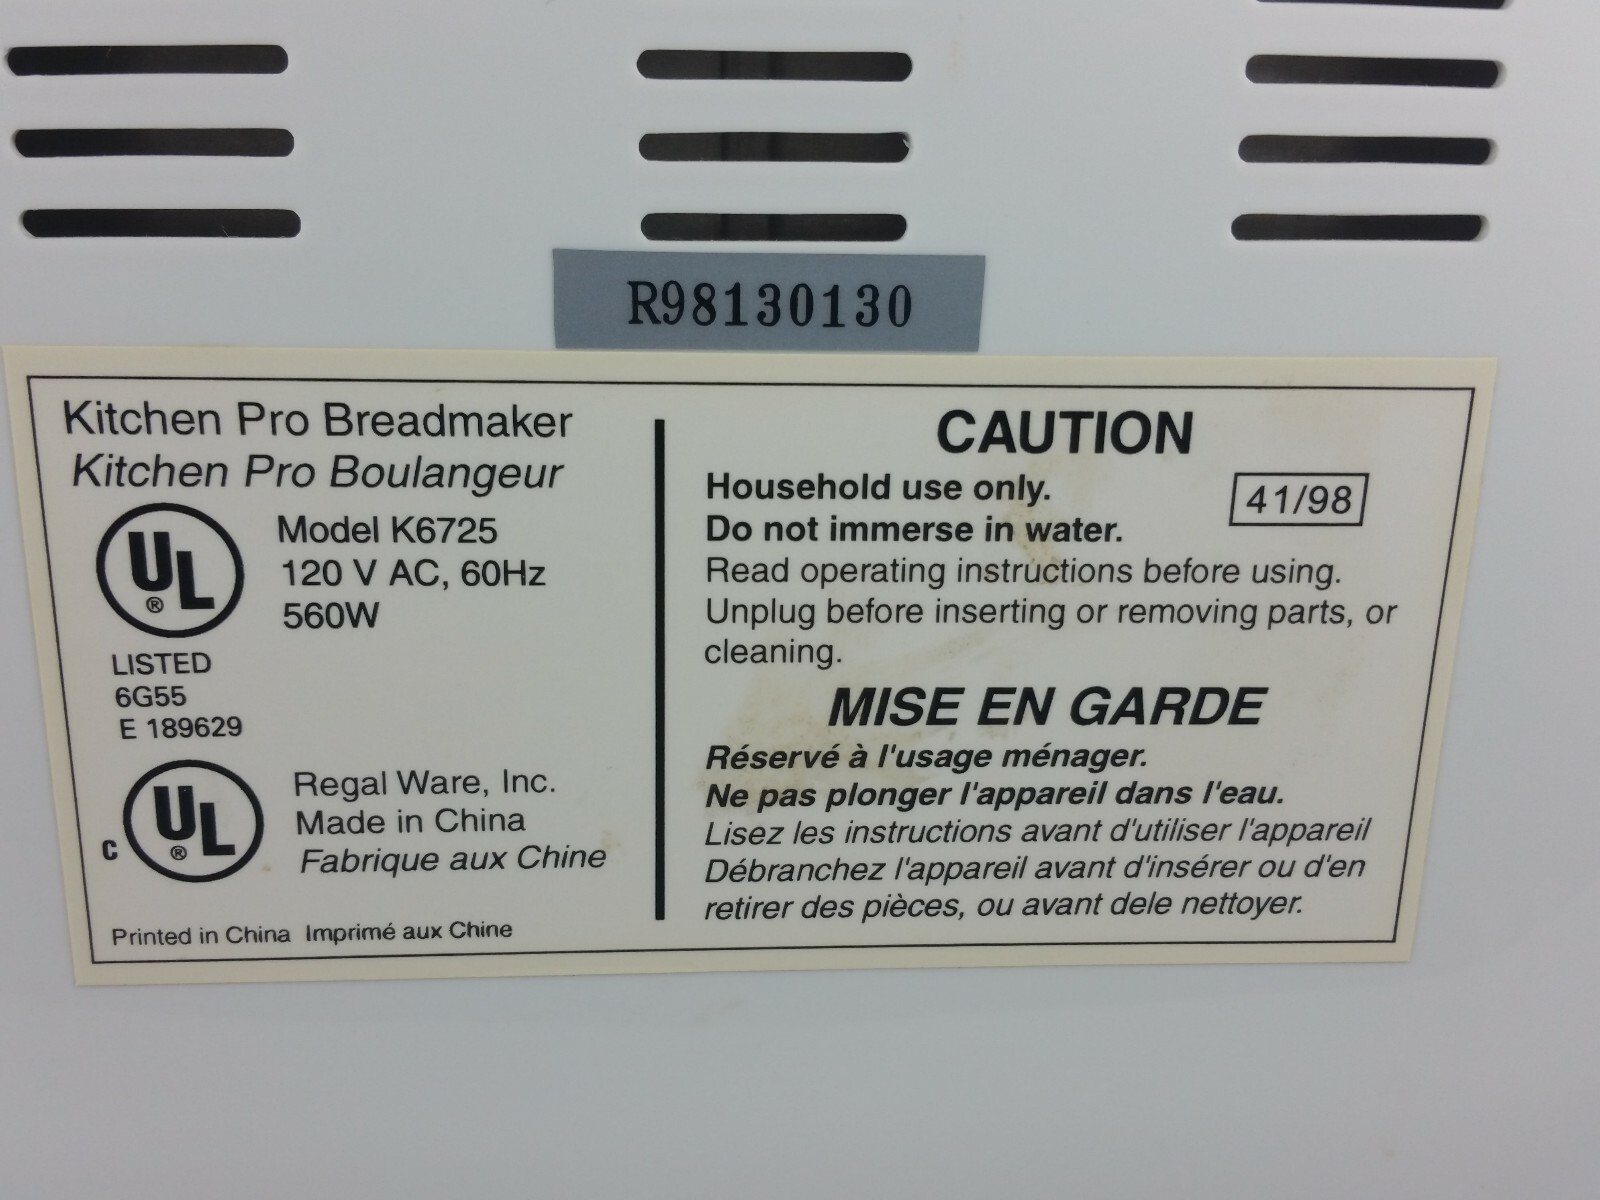 R98130130
Kitchen Pro Breadmaker
Kitchen Pro Boulangeur
UL
®
Model K6725
120 V AC, 60Hz
560W
LISTED
6G55
E 189629
c
UL
®
Regal Ware, Inc.
Made in China
Fabrique aux Chine
Printed in China Imprimé aux Chine
CAUTION
Household use only.
41/98
Do not immerse in water.
Read operating instructions before using.
Unplug before inserting or removing parts, or
cleaning.
MISE EN GARDE
Réservé à l'usage ménager.
Ne pas plonger l'appareil dans l'eau.
Lisez les instructions avant d'utiliser l'appareil
Débranchez l'appareil avant d'insérer ou d'en
retirer des pièces, ou avant dele nettoyer.